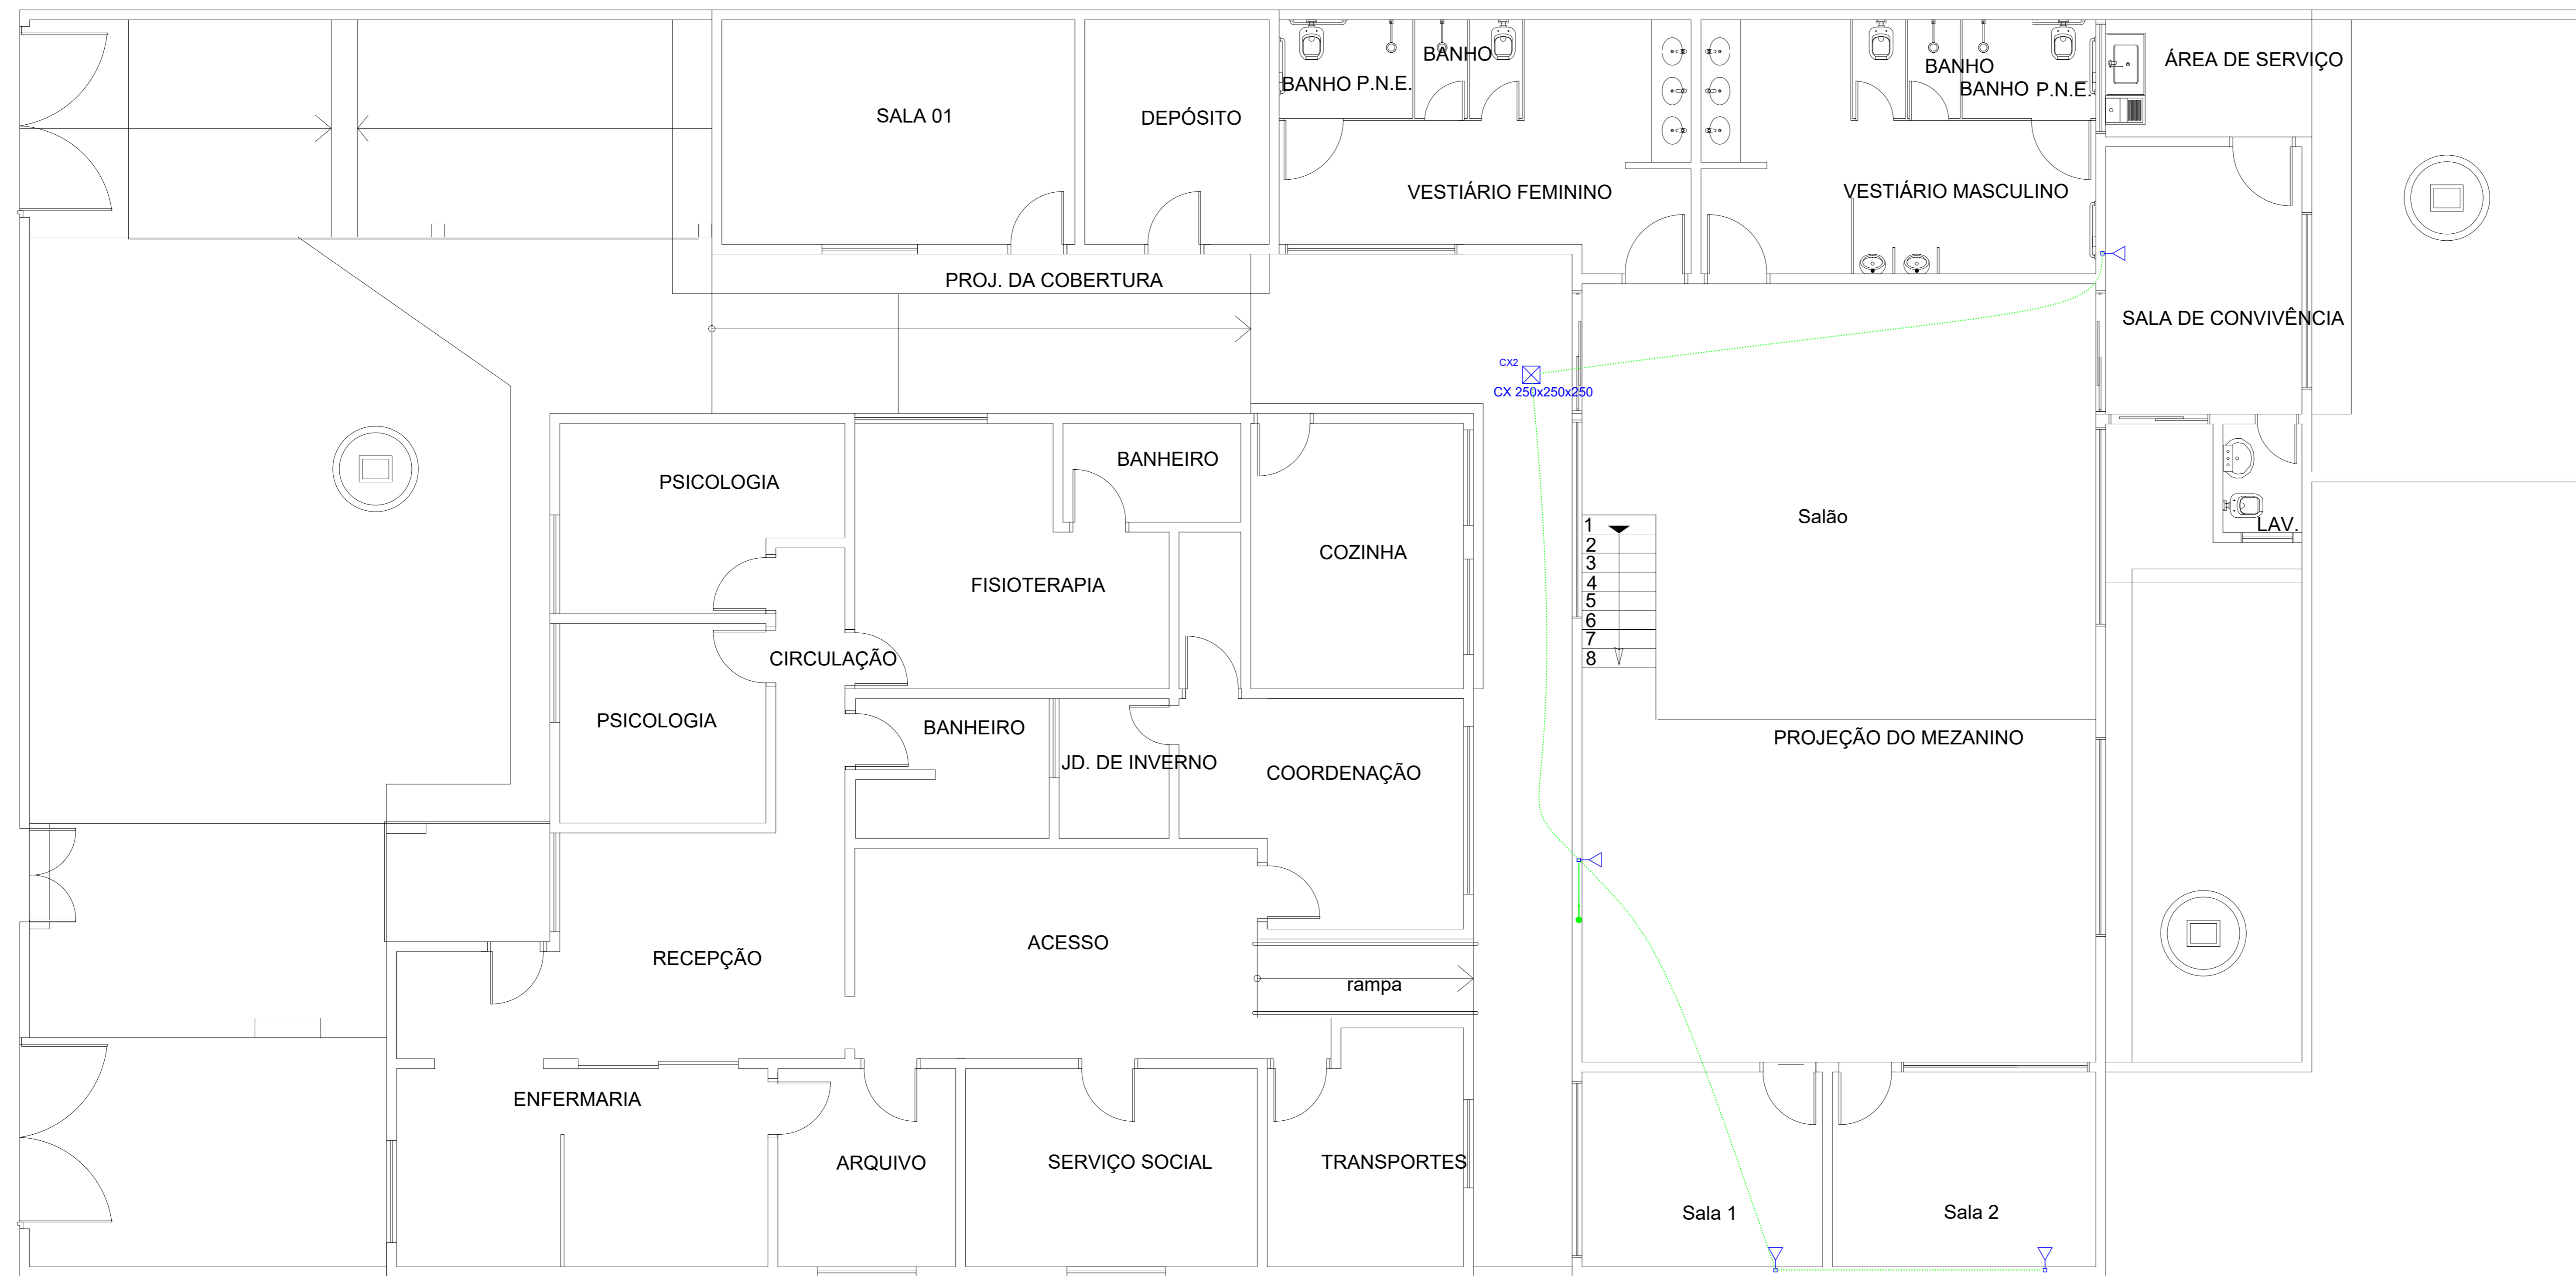 BANHO
BANHO P.N.E.
ÁREA DE SERVIÇO
BANHO
BANHO P.N.E.
SALA 01
DEPÓSITO
VESTIÁRIO FEMININO
VESTIÁRIO MASCULINO
PROJ. DA COBERTURA
SALA DE CONVIVÊNCIA
CX2
CX 250x250x250
PSICOLOGIA
BANHEIRO
COZINHA
FISIOTERAPIA
Salão
LAV.
1
2
3
4
5
6
7
8
CIRCULAÇÃO
PSICOLOGIA
BANHEIRO
JD. DE INVERNO
COORDENAÇÃO
PROJEÇÃO DO MEZANINO
RECEPÇÃO
ACESSO
rampa
ENFERMARIA
ARQUIVO
SERVIÇO SOCIAL
TRANSPORTES
Sala 1
Sala 2